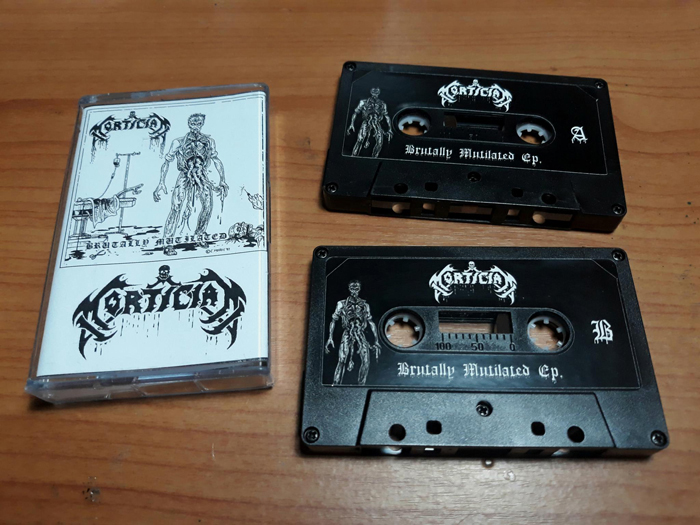 MORTICIAN
BRUTALLY MUTILATED
MORTICIAN
MORTICIAN
A
Brutally Mutilated Ep.
MORTICIAN
B
100 50 0
Brutally Mutilated Ep.